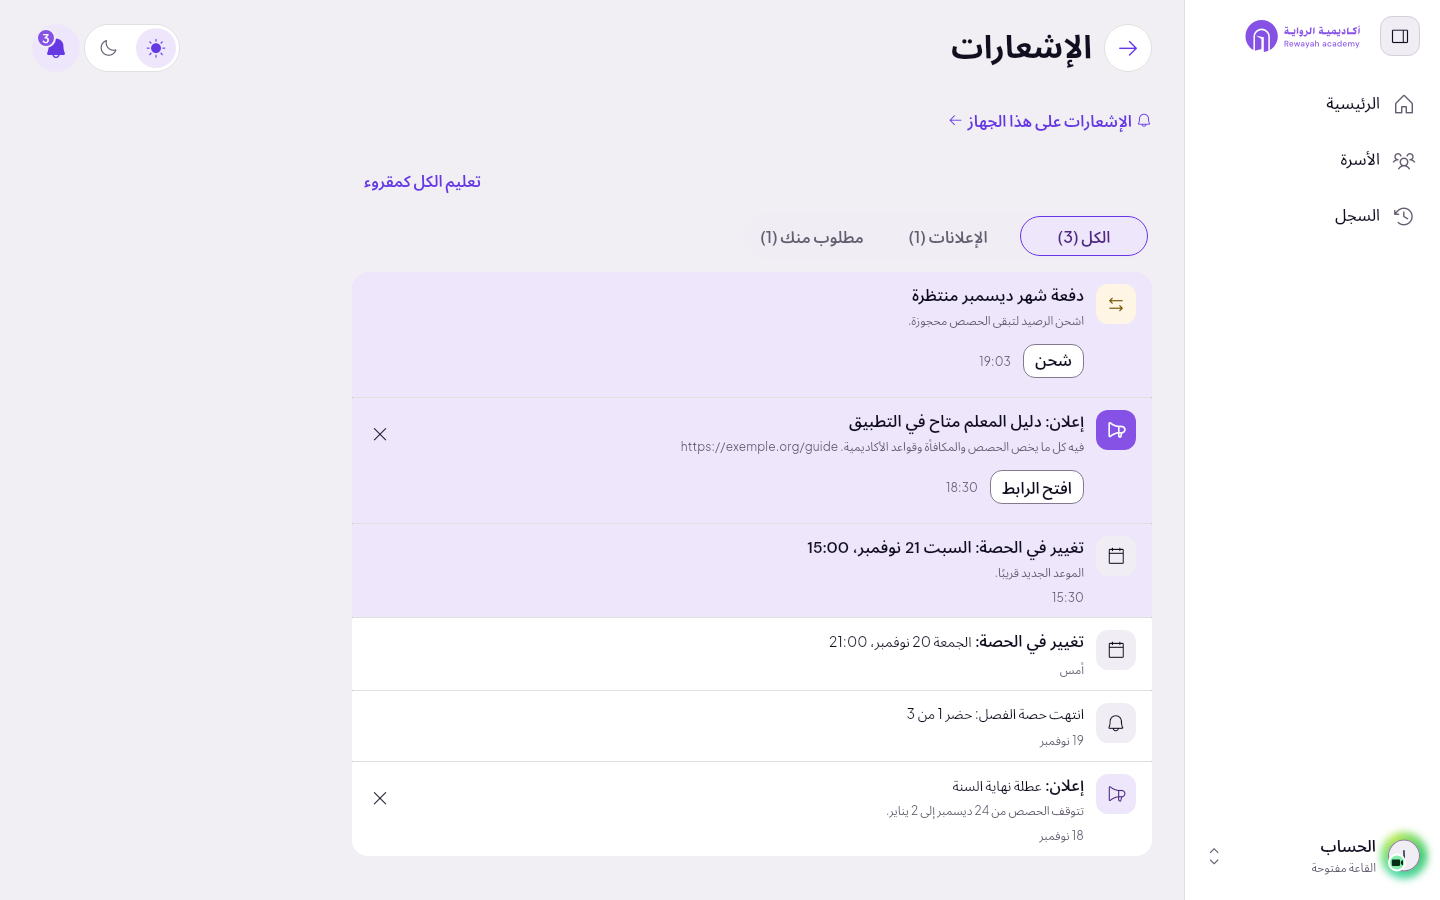 أكاديمية الرواية
Rewayah academy
الرئيسية
الأسرة
السجل
الحساب
القاعة مفتوحة
الإشعارات
3
الإشعارات على هذا الجهاز
تعليم الكل كمقروء
الكل (3)
الإعلانات (1)
مطلوب منك (1)
دفعة شهر ديسمبر منتظرة
اشحن الرصيد لتبقى الحصص محجوزة.
شحن 19:03
إعلان: دليل المعلم متاح في التطبيق
فيه كل ما يخص الحصص والمكافأة وقواعد الأكاديمية. https://exemple.org/guide
افتح الرابط 18:30
تغيير في الحصة: السبت 21 نوفمبر، 15:00
الموعد الجديد قريبًا.
15:30
تغيير في الحصة: الجمعة 20 نوفمبر، 21:00
أمس
انتهت حصة الفصل: حضر 1 من 3
19 نوفمبر
إعلان: عطلة نهاية السنة
تتوقف الحصص من 24 ديسمبر إلى 2 يناير.
18 نوفمبر